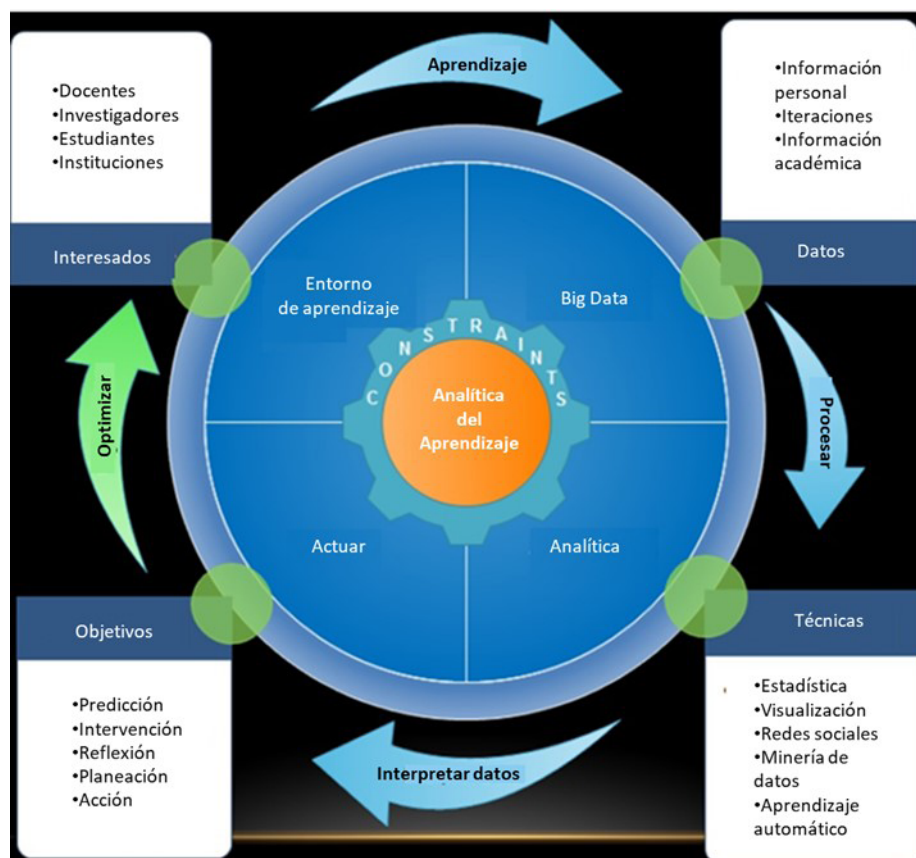 Aprendizaje
•Docentes
•Investigadores
•Estudiantes
•Instituciones
Interesados
•Información
personal
•Iteraciones
•Información
académica
Datos
Entorno
de aprendizaje
Big Data
CONSTRAINTS
Analítica
del
Aprendizaje
Optimizar
Procesar
Actuar
Analítica
Objetivos
•Predicción
•Intervención
•Reflexión
•Planeación
•Acción
Interpretar datos
Técnicas
•Estadística
•Visualización
•Redes sociales
•Minería de
datos
•Aprendizaje
automático